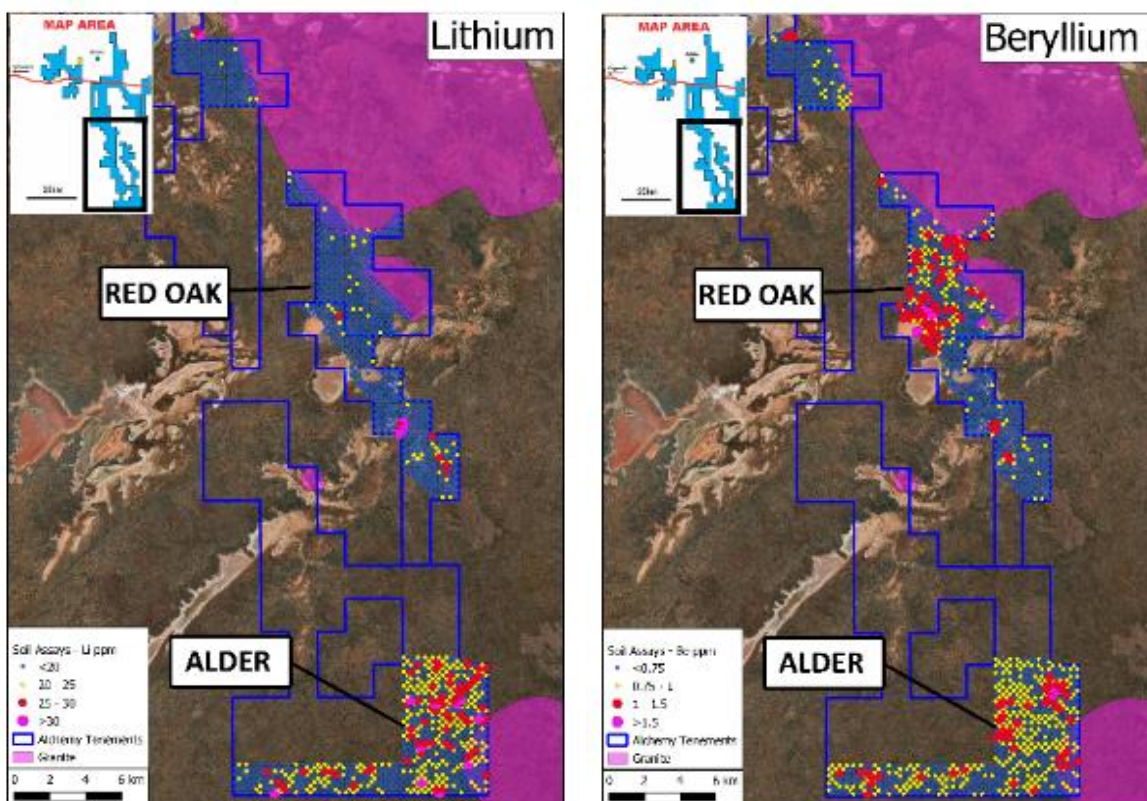 MAP AREA
Lithium
RED OAK
ALDER
Soil Assays - Li ppm
<20
20 - 25
25 - 30
>30
Alchemy Tenements
Granite
0 2 4 6 km
MAP AREA
Beryllium
RED OAK
ALDER
Soil Assays - Be ppm
<0.75
0.75 - 1
1 - 1.5
>1.5
Alchemy Tenements
Granite
0 2 4 6 km